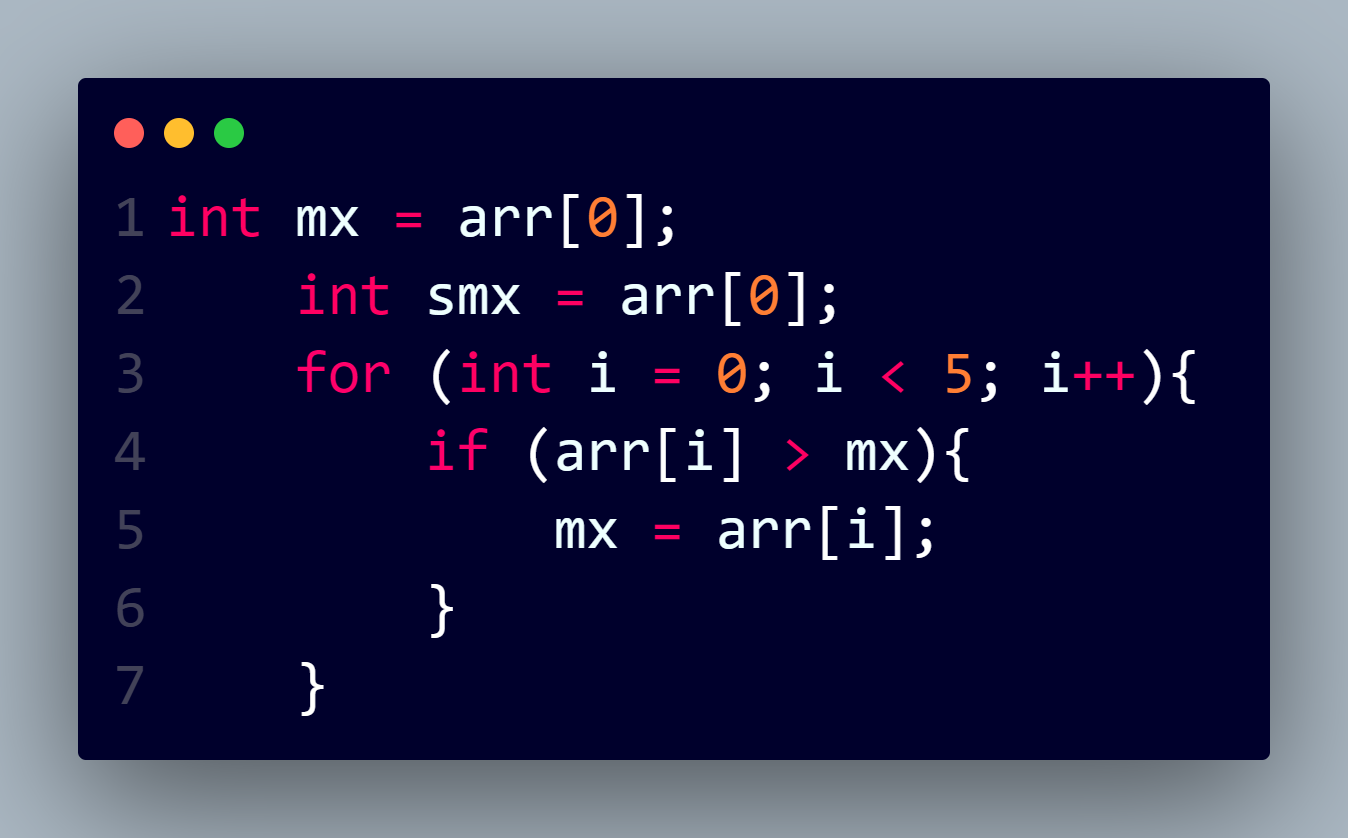 1 int mx = arr[0];
2     int smx = arr[0];
3     for (int i = 0; i < 5; i++){
4         if (arr[i] > mx){
5             mx = arr[i];
6         }
7     }